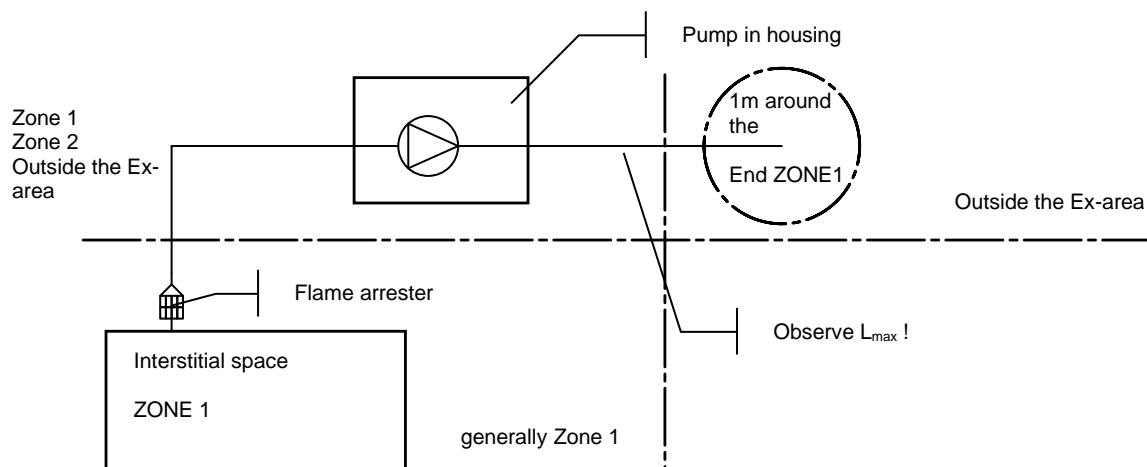 Pump in housing
Zone 1
Zone 2
Outside the Ex-
area
1m around
the
End ZONE1
Outside the Ex-area
Flame arrester
Observe Lmax !
Interstitial space
ZONE 1
generally Zone 1